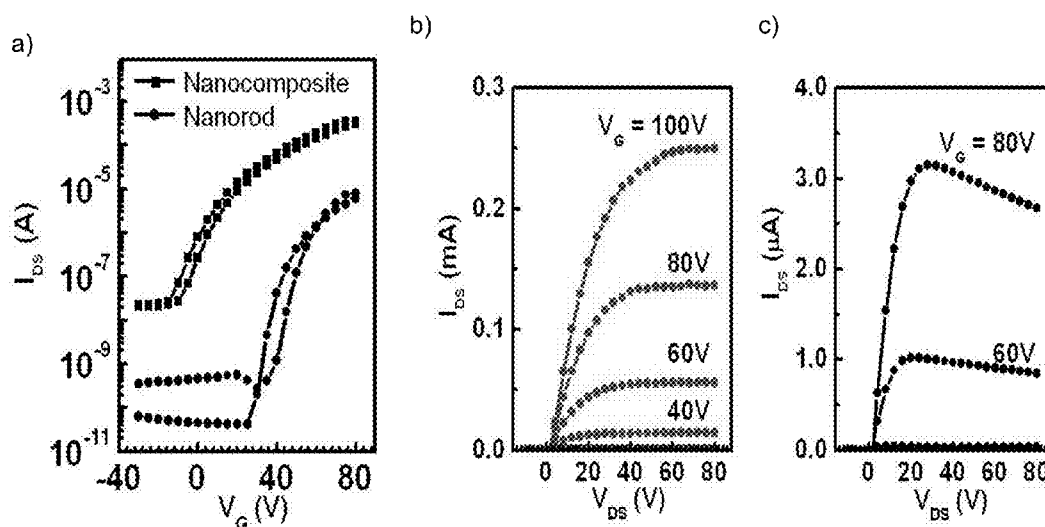 a)
Nanocomposite
Nanorod
10⁻³
10⁻⁵
10⁻⁷
10⁻⁹
10⁻¹¹
I_DS (A)
-40 0 40 80
V_G (V)
b)
0.3
0.2
0.1
0.0
I_DS (mA)
V_G = 100V
80V
60V
40V
0 20 40 60 80
V_DS (V)
c)
4.0
3.0
2.0
1.0
0.0
I_DS (μA)
V_G = 80V
60V
0 20 40 60 80
V_DS (V)